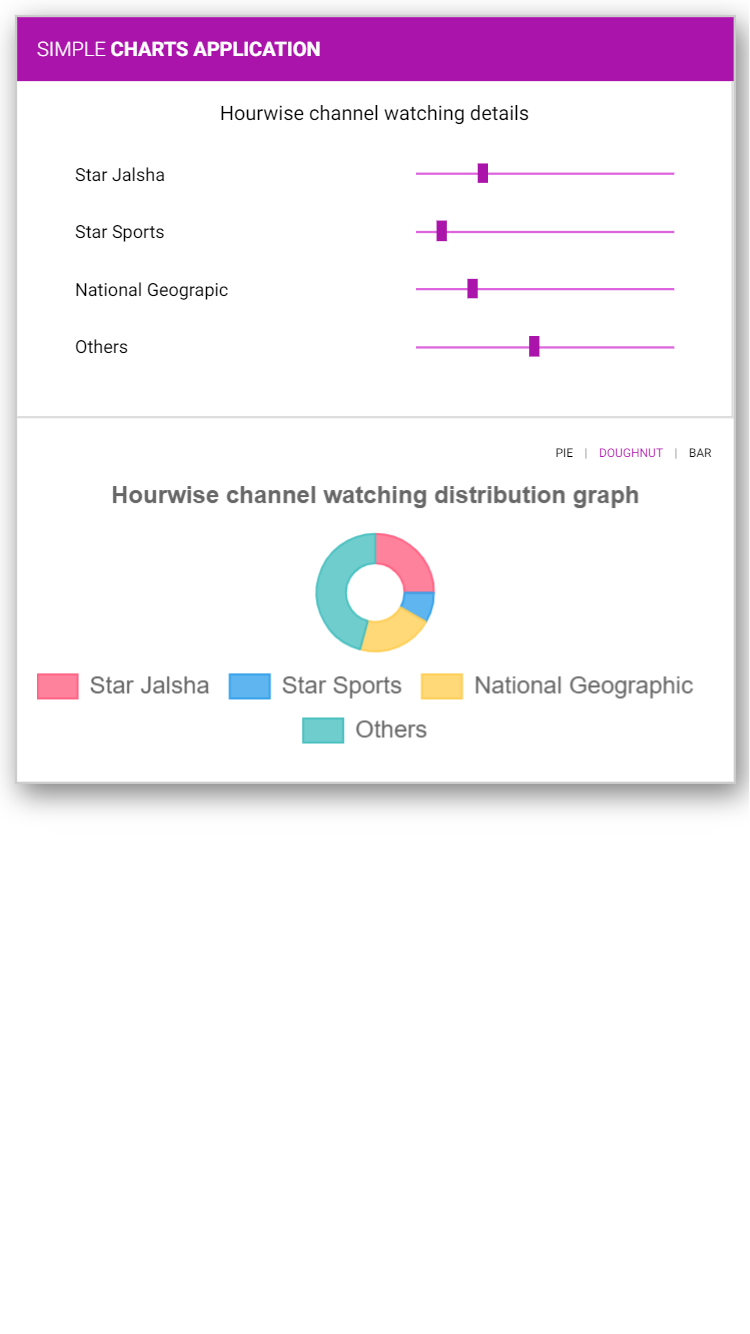 SIMPLE CHARTS APPLICATION
Hourwise channel watching details
Star Jalsha
Star Sports
National Geograpic
Others
PIE | DOUGHNUT | BAR
Hourwise channel watching distribution graph
Star Jalsha Star Sports National Geographic
Others